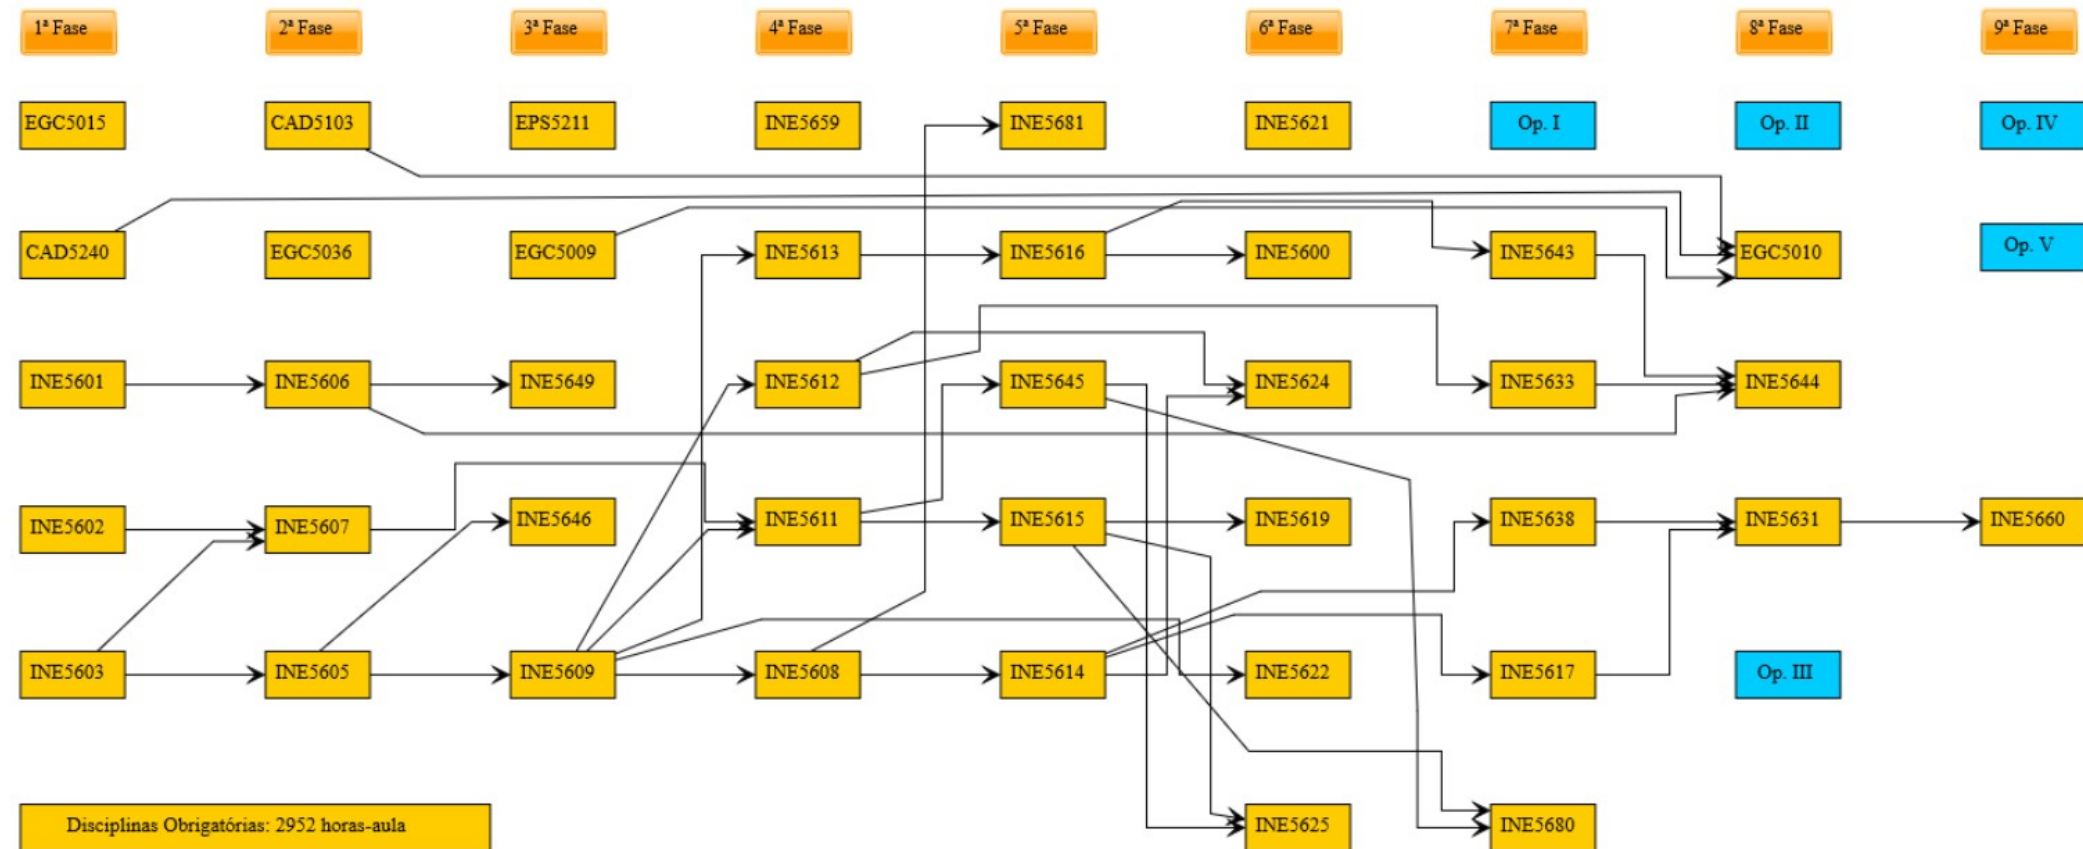 1ª Fase
2ª Fase
3ª Fase
4ª Fase
5ª Fase
6ª Fase
7ª Fase
8ª Fase
9ª Fase
EGC5015
CAD5103
EPS5211
INE5659
INE5681
INE5621
Op. I
Op. II
Op. IV
CAD5240
EGC5036
EGC5009
INE5613
INE5616
INE5600
INE5643
EGC5010
Op. V
INE5601
INE5606
INE5649
INE5612
INE5645
INE5624
INE5633
INE5644
INE5602
INE5607
INE5646
INE5611
INE5615
INE5619
INE5638
INE5631
INE5660
INE5603
INE5605
INE5609
INE5608
INE5614
INE5622
INE5617
Op. III
Disciplinas Obrigatórias: 2952 horas-aula
INE5625
INE5680